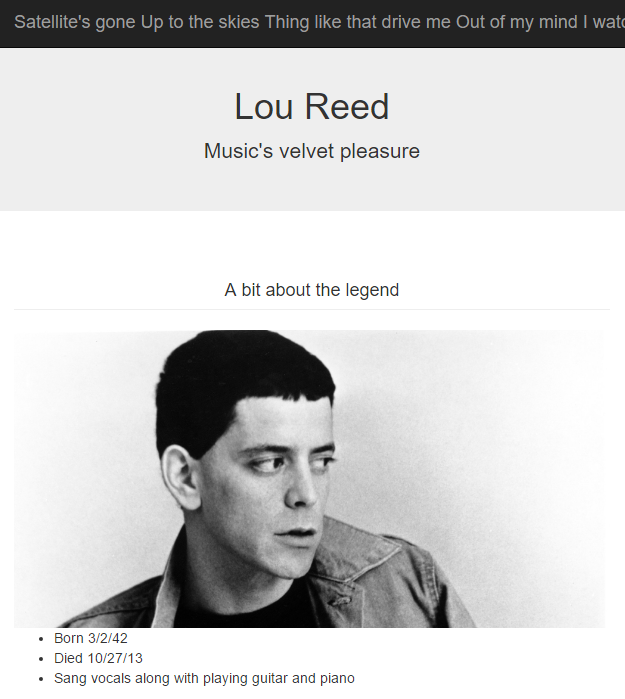 Satellite's gone Up to the skies Thing like that drive me Out of my mind I
Lou Reed
Music's velvet pleasure
A bit about the legend
Born 3/2/42
Died 10/27/13
Sang vocals along with playing guitar and piano